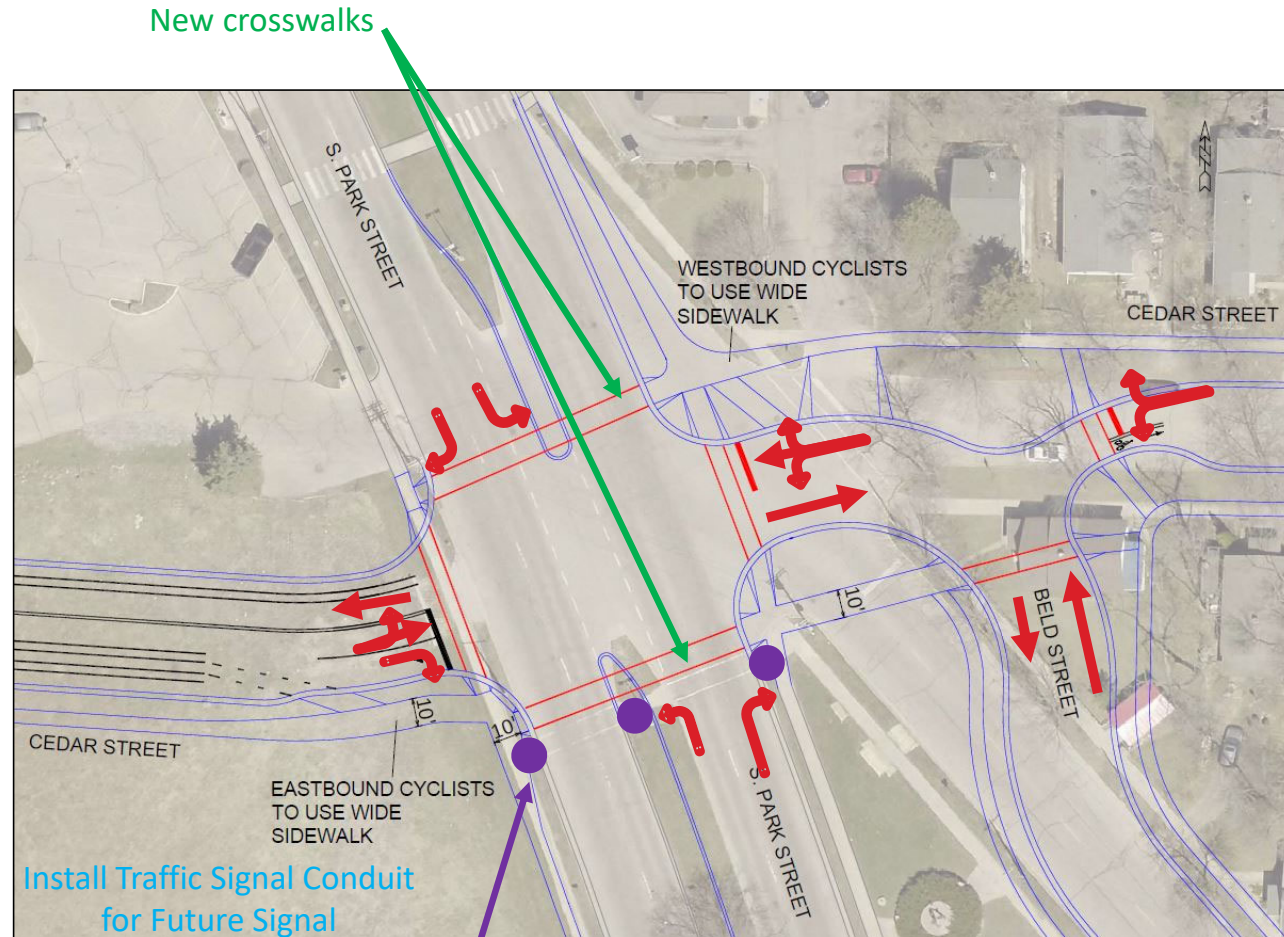 New crosswalks
S. PARK STREET
WESTBOUND CYCLISTS
TO USE WIDE
SIDEWALK
CEDAR STREET
10'
BELD STREET
10'
10'
CEDAR STREET
EASTBOUND CYCLISTS
TO USE WIDE
SIDEWALK
S. PARK STREET
Install Traffic Signal Conduit
for Future Signal